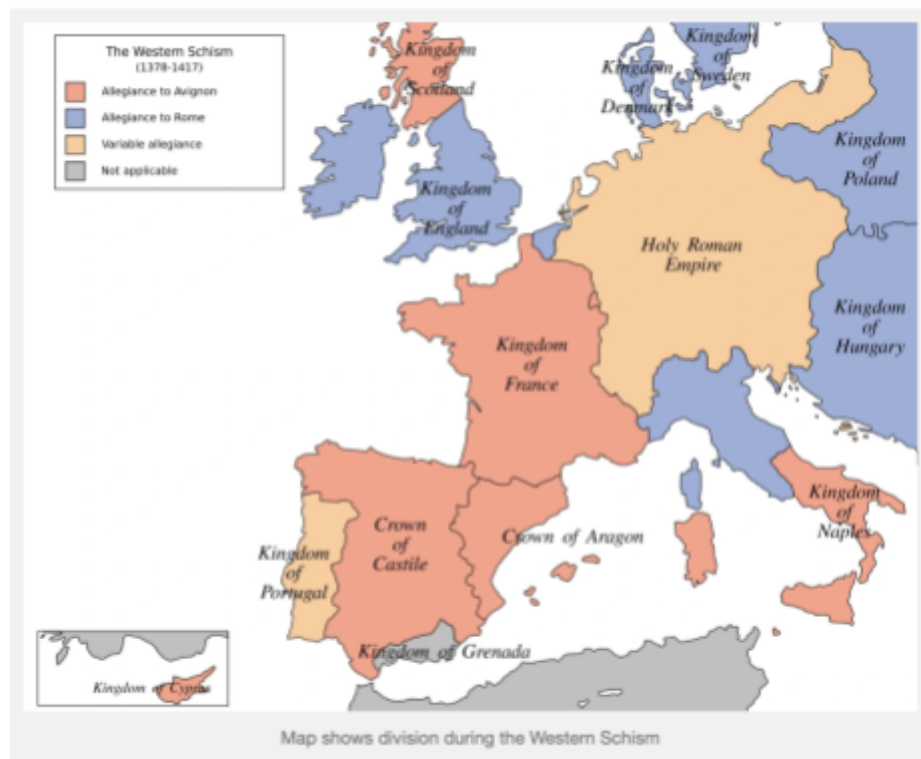 The Western Schism
(1378-1417)
Allegiance to Avignon
Allegiance to Rome
Variable allegiance
Not applicable
Kingdom
of
Scotland
Kingdom
of
Sweden
Kingdom
of
Denmark
Kingdom
of
Poland
Kingdom
of
England
Holy Roman
Empire
Kingdom
of
Hungary
Kingdom
of
France
Kingdom
of
Naples
Crown
of
Castile
Crown of Aragon
Kingdom
of
Portugal
Kingdom of Grenada
Kingdom of Cyprus
Map shows division during the Western Schism